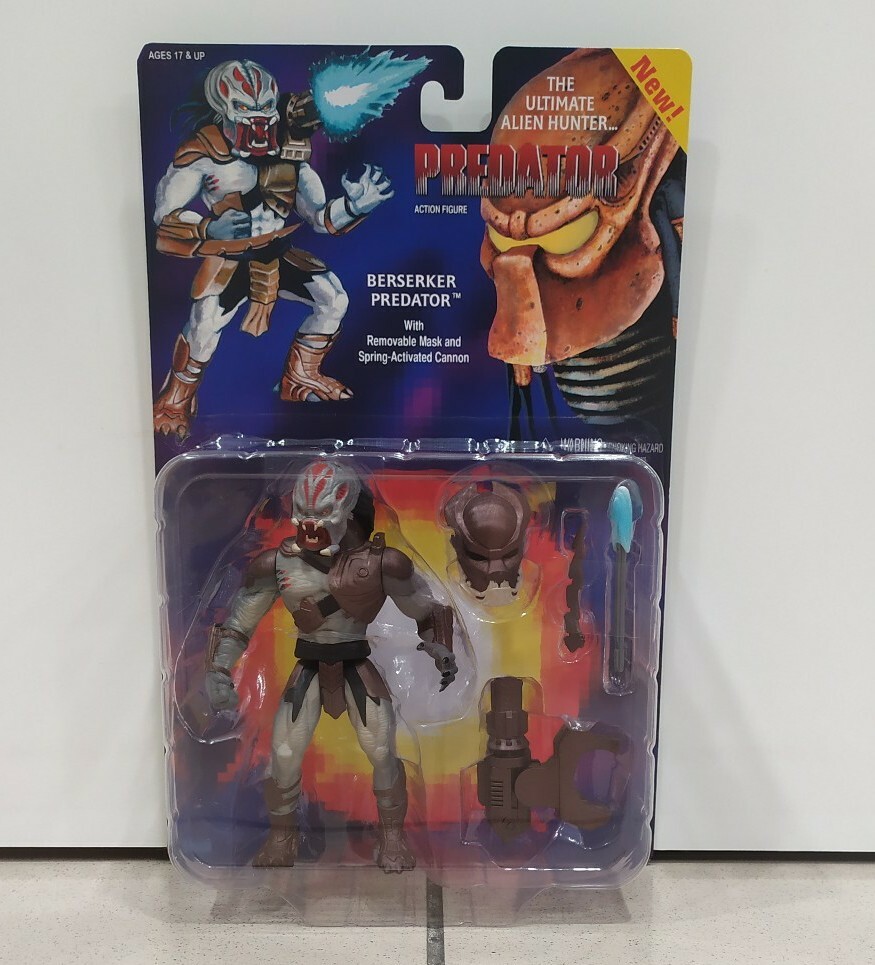 AGES 17 & UP
New!
THE
ULTIMATE
ALIEN HUNTER...
PREDATOR
ACTION FIGURE
BERSERKER
PREDATOR™
With
Removable Mask and
Spring-Activated Cannon
WARNING HAZARD